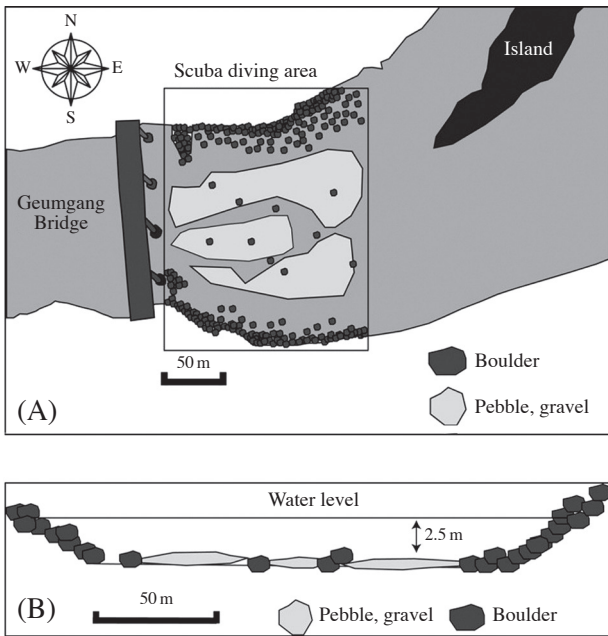 N
W
E
S
Scuba diving area
Island
Geumgang
Bridge
50 m
Boulder
Pebble, gravel
(A)
Water level
2.5 m
50 m
(B)
Pebble, gravel
Boulder